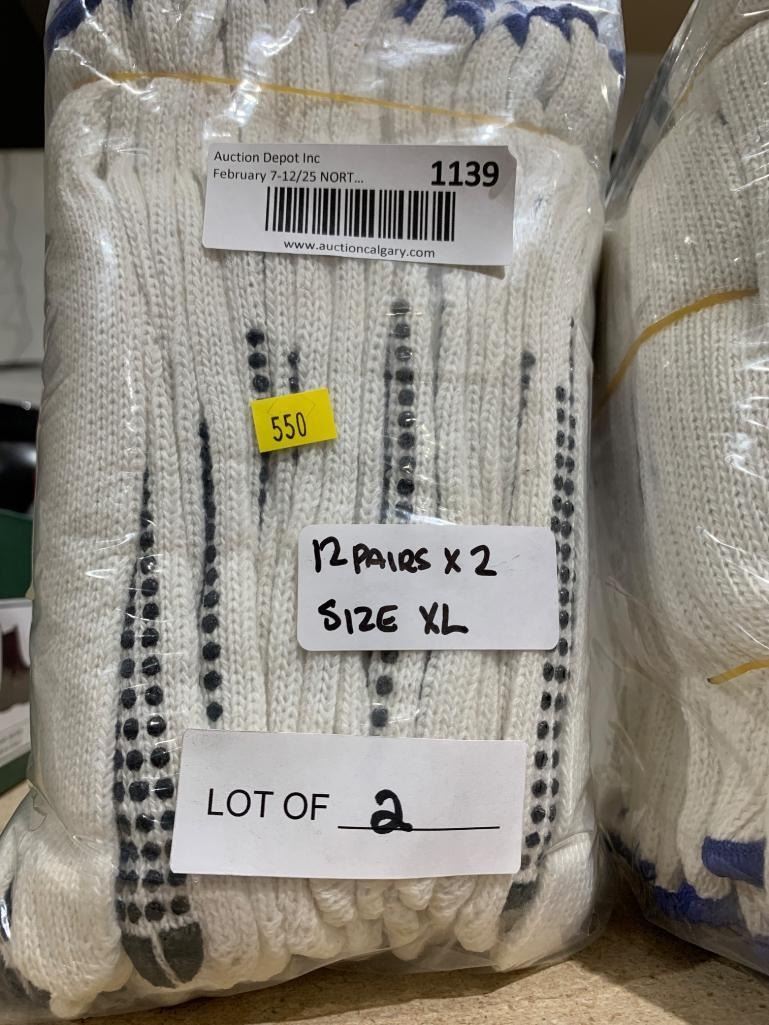 Auction Depot Inc
February 7-12/25 NORT...
1139
www.auctioncalgary.com
550
12 PAIRS X 2
SIZE XL
LOT OF 2